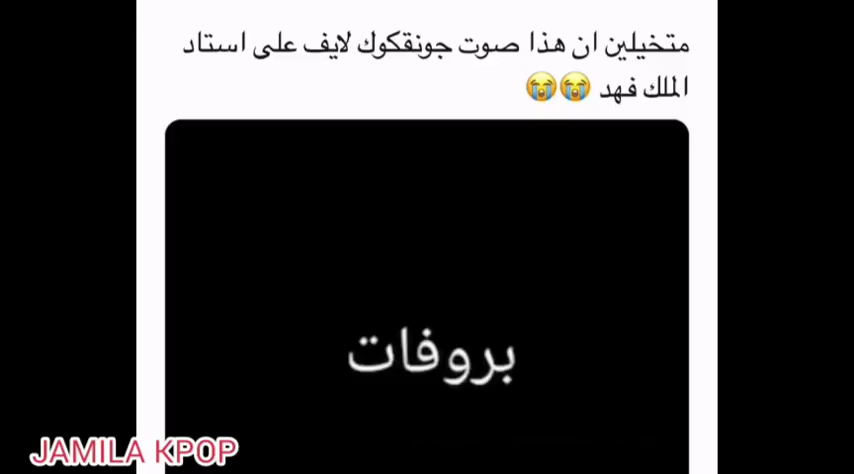 متخيلين ان هذا صوت جونقكوك لايف على استاد
الملك فهد 😭😭
بروفات
JAMILA KPOP